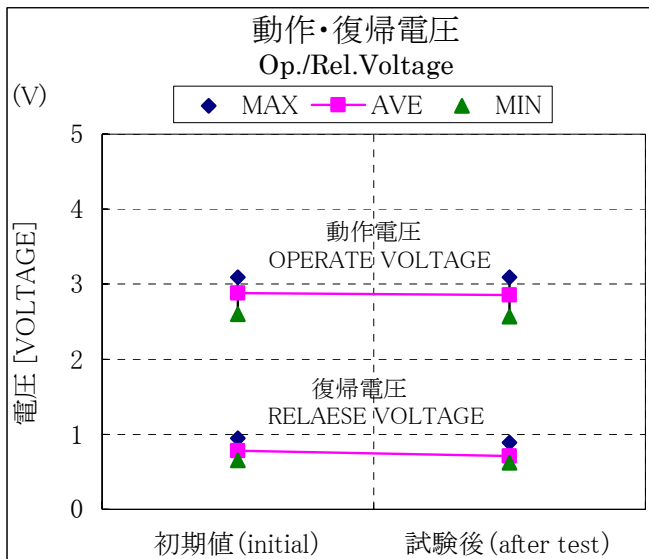 動作・復帰電圧
Op./Rel.Voltage
(V)
MAX AVE MIN
5
4
3
2
1
0
電圧 [VOLTAGE]
動作電圧
OPERATE VOLTAGE
復帰電圧
RELAESE VOLTAGE
初期値(initial) 試験後(after test)